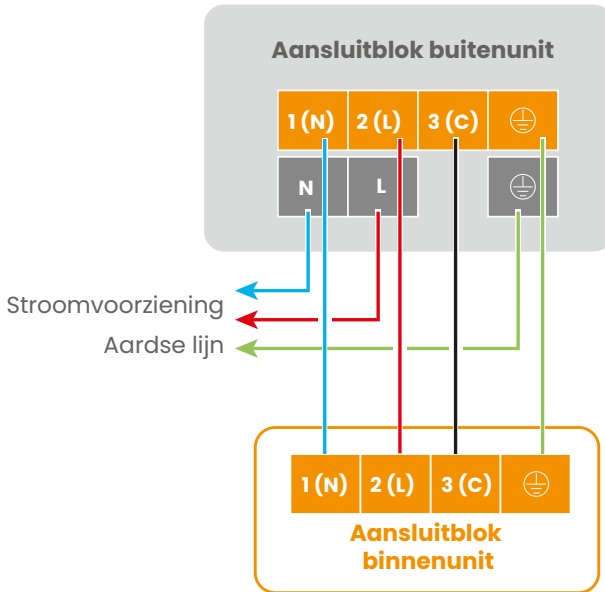 Aansluitblok buitenunit
1 (N) 2 (L) 3 (C)
N L
Stroomvoorziening
Aardse lijn
1 (N) 2 (L) 3 (C)
Aansluitblok
binnenunit